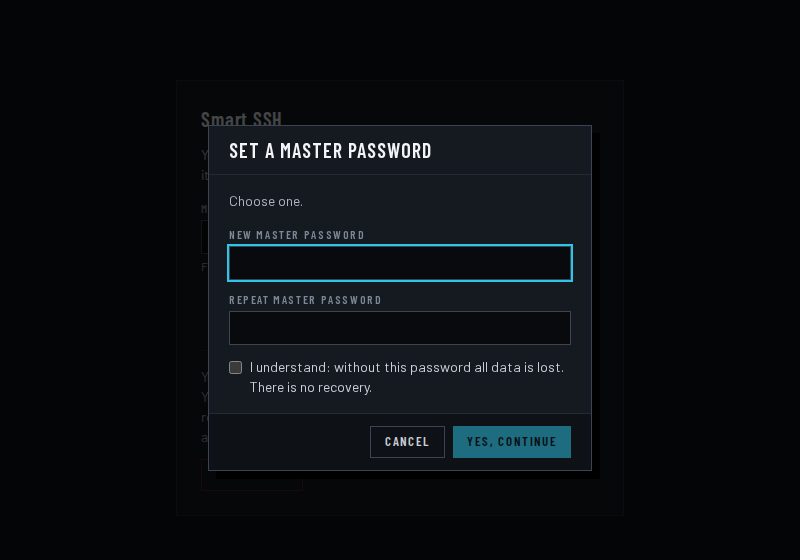 Smart SSH
SET A MASTER PASSWORD
Choose one.
NEW MASTER PASSWORD
REPEAT MASTER PASSWORD
I understand: without this password all data is lost.
There is no recovery.
CANCEL
YES, CONTINUE